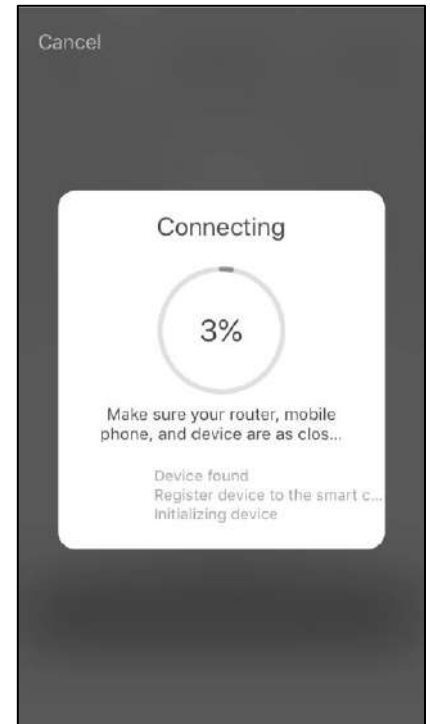 Cancel
Connecting
3%
Make sure your router, mobile
phone, and device are as clos...
Device found
Register device to the smart c...
Initializing device